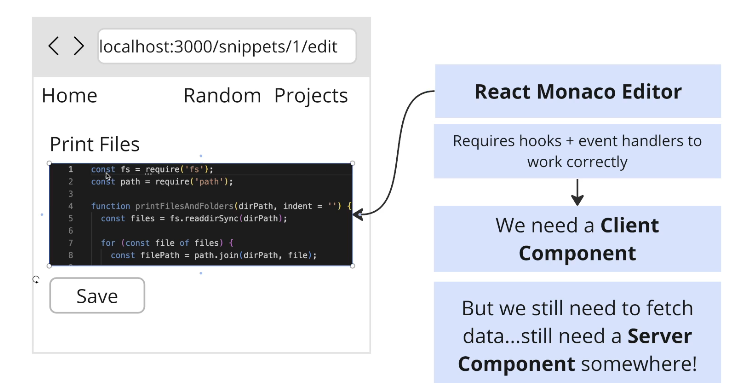 localhost:3000/snippets/1/edit
Home Random Projects
Print Files
1 const fs = require('fs');
2 const path = require('path');
3
4 function printFilesAndFolders(dirPath, indent = '') {
5 const files = fs.readdirSync(dirPath);
6
7 for (const file of files) {
8 const filePath = path.join(dirPath, file);
Save
React Monaco Editor
Requires hooks + event handlers to
work correctly
We need a Client
Component
But we still need to fetch
data...still need a Server
Component somewhere!